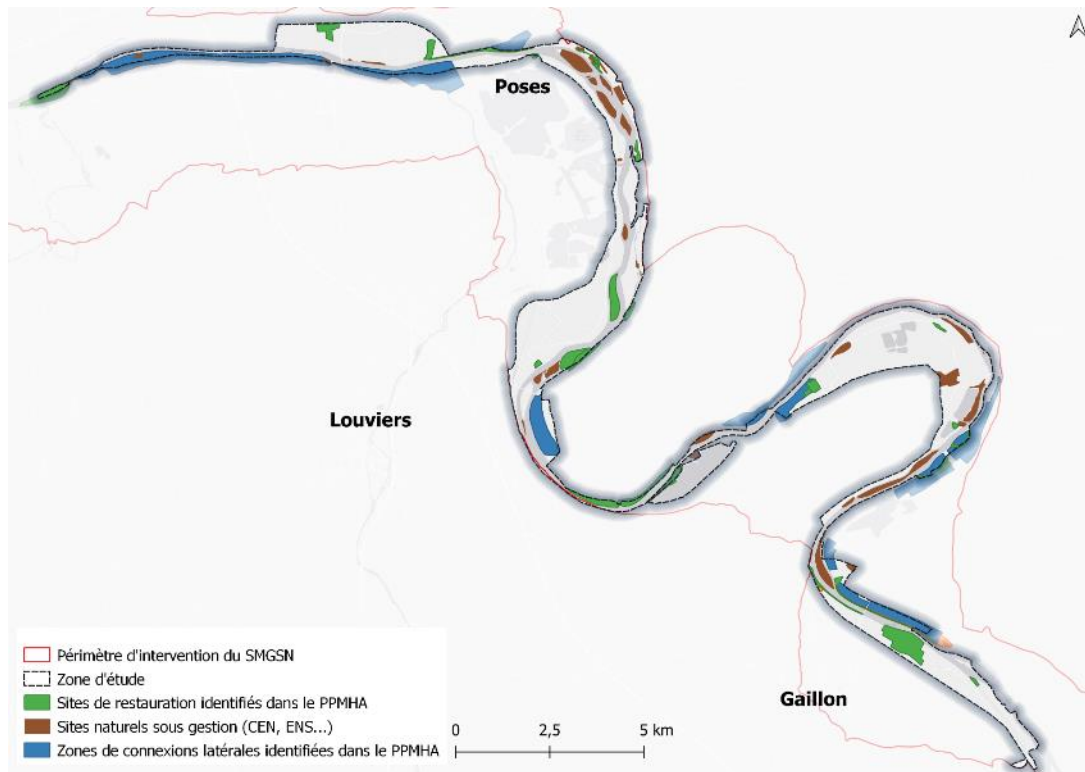 Poses
Louviers
Gaillon
Périmètre d'intervention du SMGSN
Zone d'étude
Sites de restauration identifiés dans le PPMHA
Sites naturels sous gestion (CEN, ENS...)
Zones de connexions latérales identifiées dans le PPMHA
0 2,5 5 km